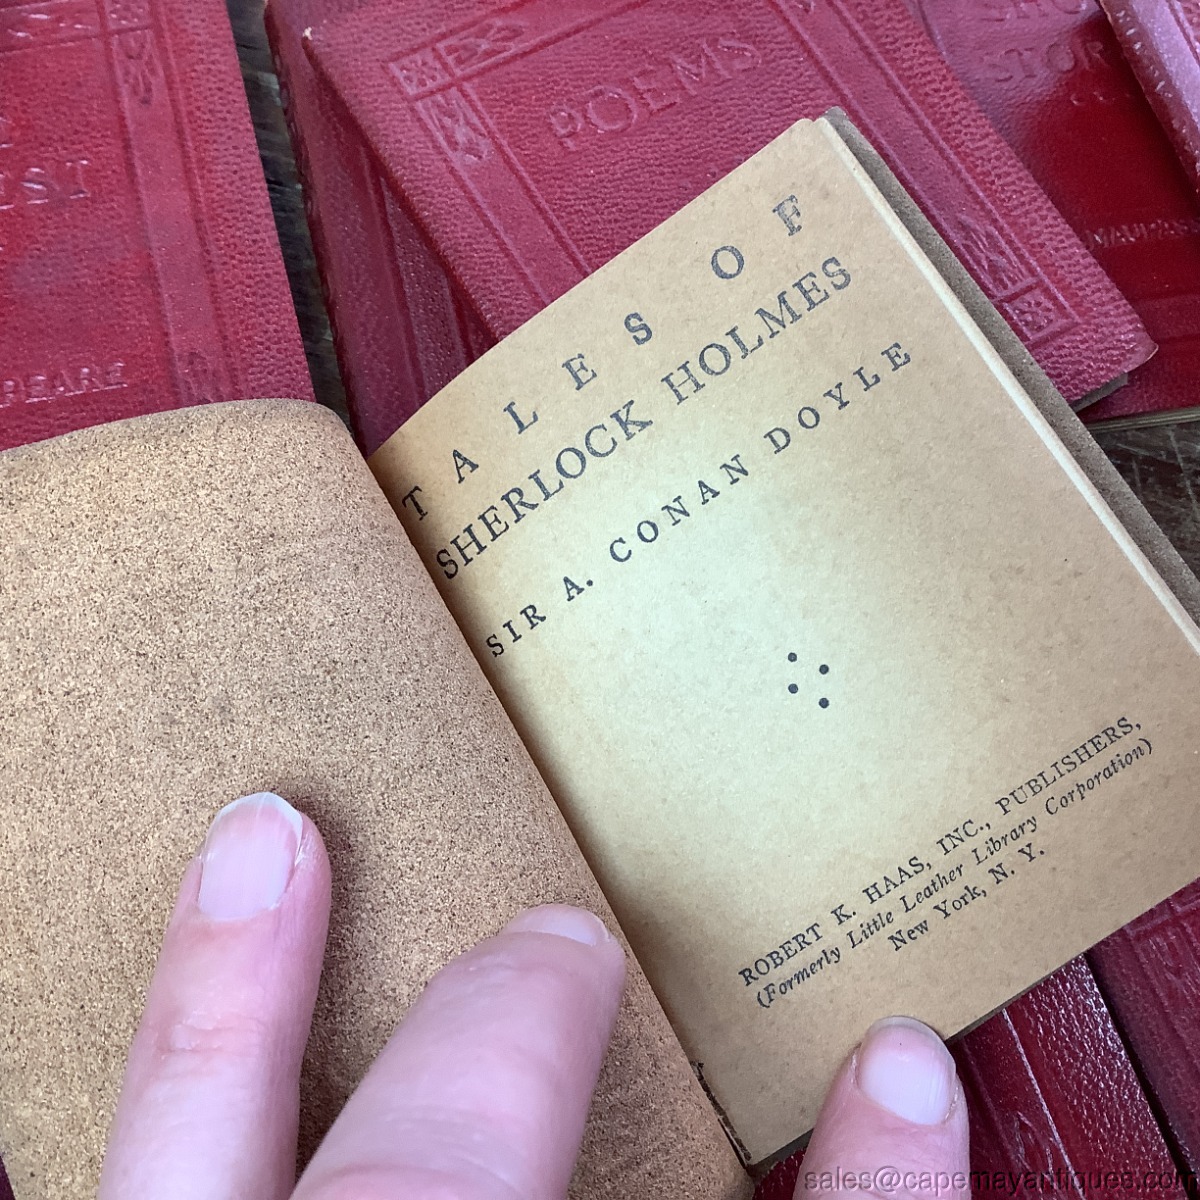 POEMS
TALES OF
SHERLOCK HOLMES
SIR A. CONAN DOYLE
ROBERT K. HAAS, INC., PUBLISHERS,
(Formerly Little Leather Library Corporation)
New York, N. Y.
sales@capemayantiques.com